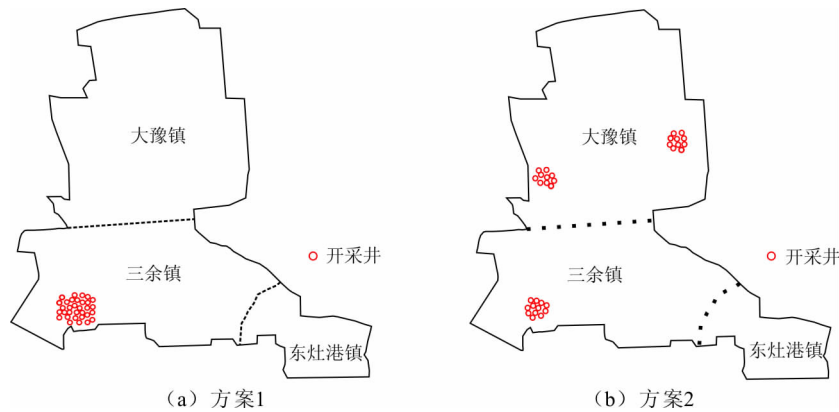 大豫镇
三余镇
开采井
东灶港镇
（a）方案1
大豫镇
三余镇
开采井
东灶港镇
（b）方案2